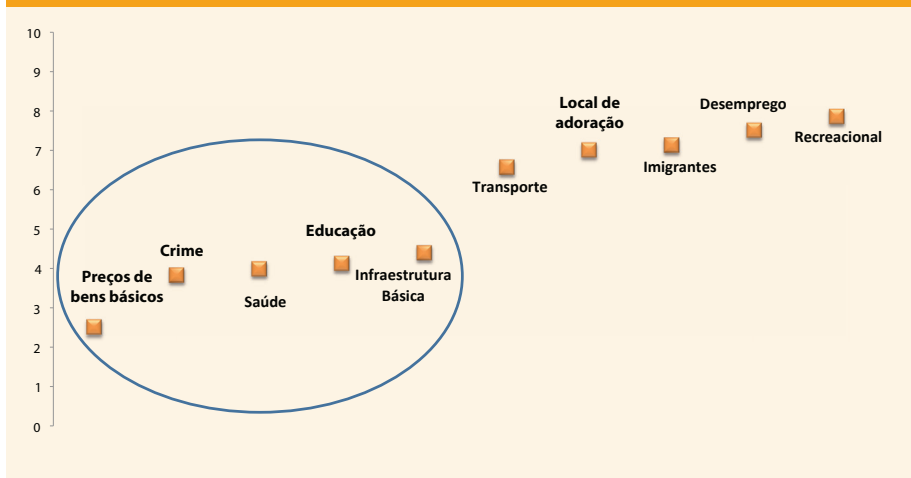 10
9
8
7
6
5
4
3
2
1
0
Preços de
bens básicos
Crime
Saúde
Educação
Infraestrutura
Básica
Transporte
Local de
adoração
Imigrantes
Desemprego
Recreacional